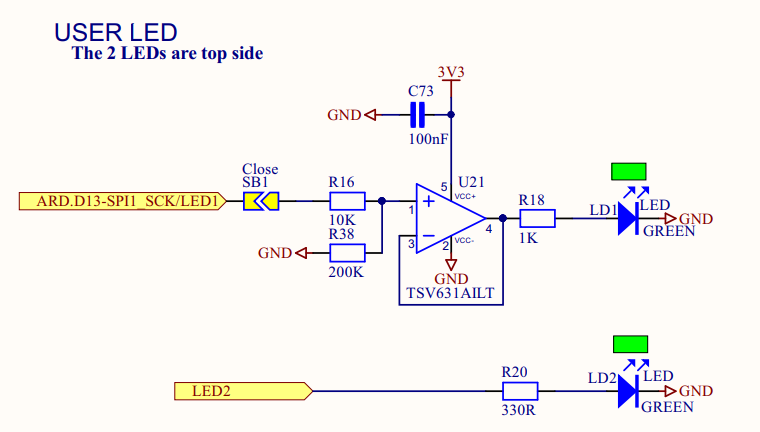 USER LED
The 2 LEDs are top side
3V3
C73
GND
100nF
Close
SB1
R16
5
U21
VCC+
ARD.D13-SPI1_SCK/LED1
+
1
10K
R38
R18
LD1
LED
GND
4
1K
GREEN
−
3
2
VCC-
GND
200K
GND
TSV631AILT
R20
LD2
LED
LED2
GND
330R
GREEN